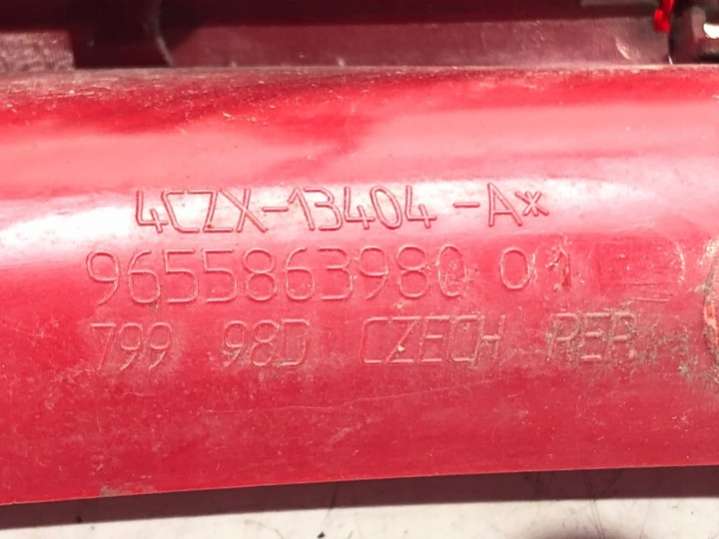 4CZX-13404-A*
9655863980 01
799 98D CZECH REP.